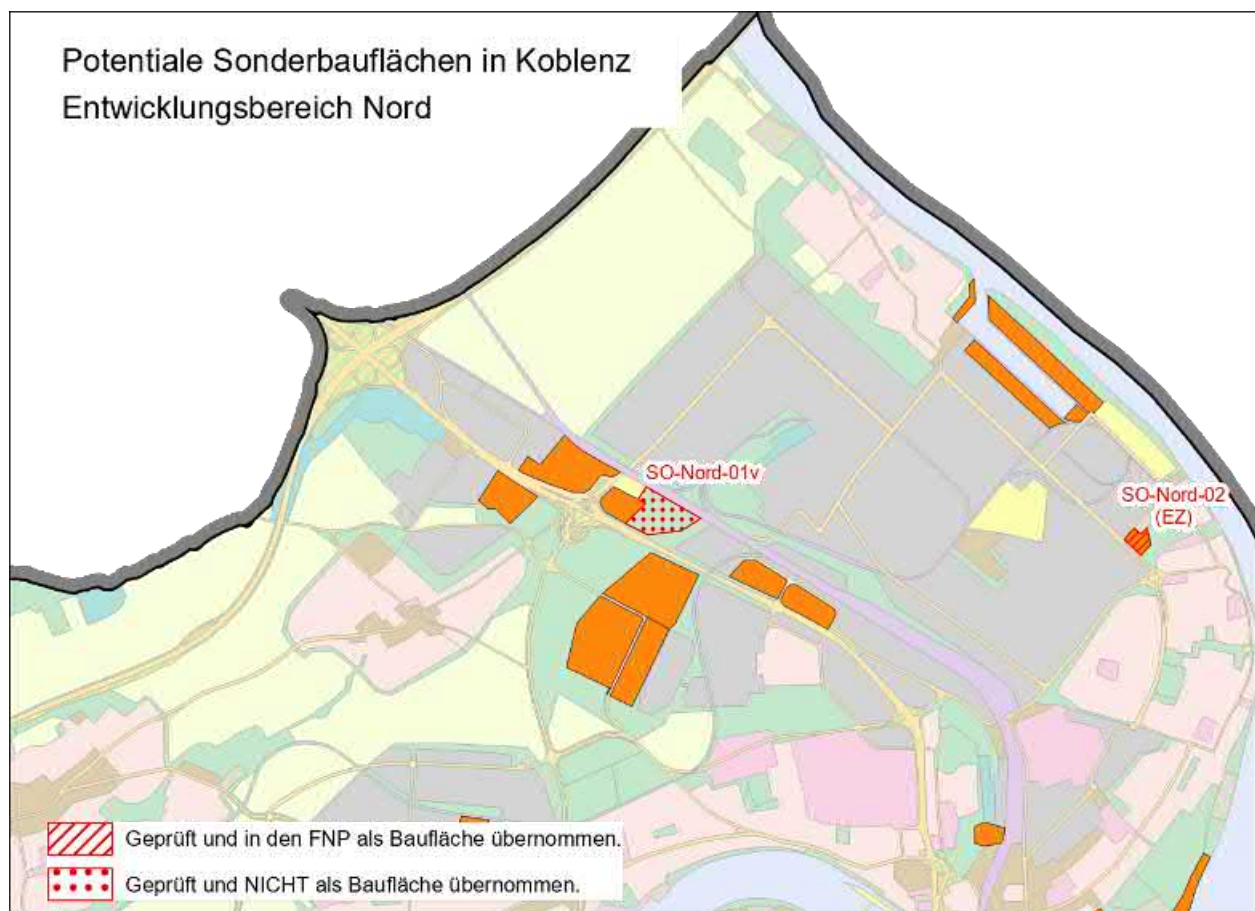 Potentiale Sonderbauflächen in Koblenz
Entwicklungsbereich Nord
SO-Nord-01v
SO-Nord-02
(EZ)
Geprüft und in den FNP als Baufläche übernommen.
Geprüft und NICHT als Baufläche übernommen.